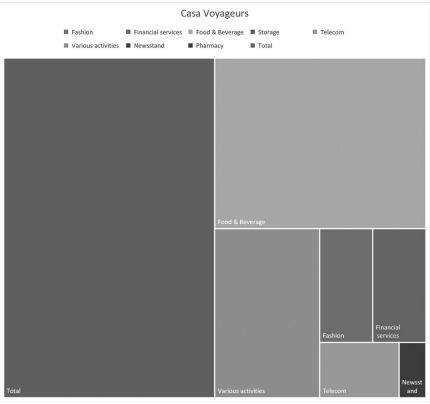 Casa Voyageurs
Fashion Financial services Food & Beverage Storage Telecom
Various activities Newsstand Pharmacy Total
Food & Beverage
Fashion
Financial
services
Total
Various activities
Telecom
Newsst
and